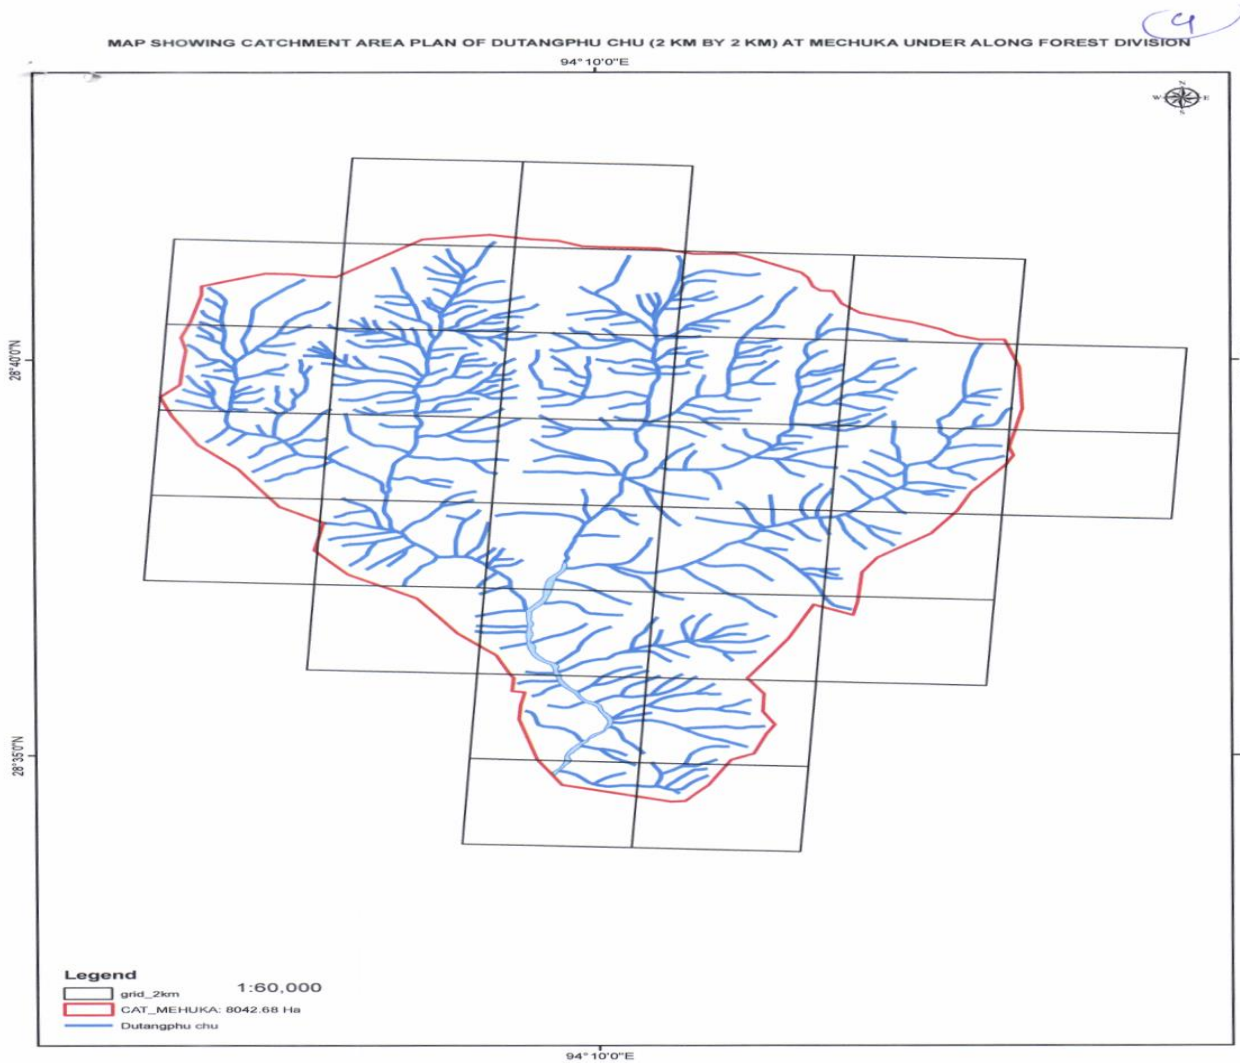 4
MAP SHOWING CATCHMENT AREA PLAN OF DUTANGPHU CHU (2 KM BY 2 KM) AT MECHUKA UNDER ALONG FOREST DIVISION
94°10'0"E
N
W E
S
28°40'0"N
28°35'0"N
Legend
1:60,000
grid_2km
CAT_MEHUKA: 8042.68 Ha
Dutangphu chu
94°10'0"E